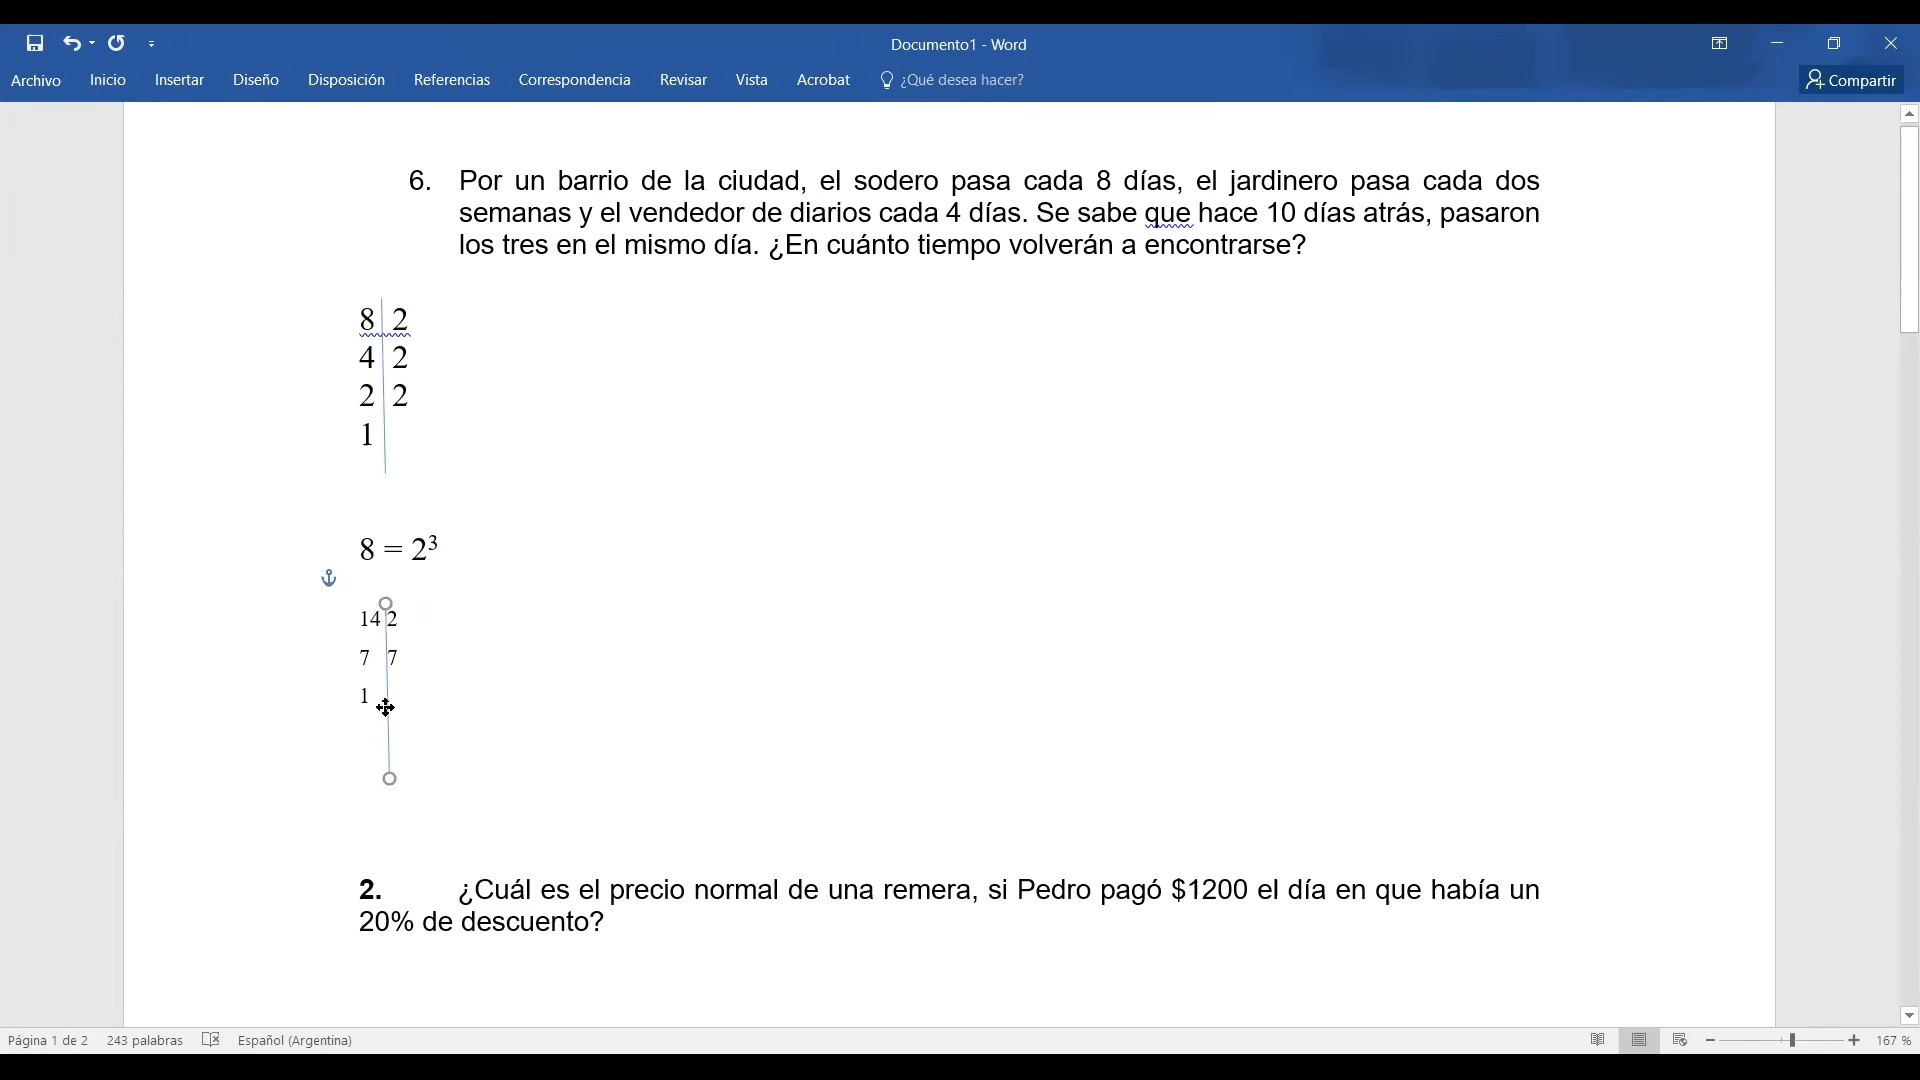 Documento1 - Word
Archivo Inicio Insertar Diseño Disposición Referencias Correspondencia Revisar Vista Acrobat ¿Qué desea hacer? Compartir
6. Por un barrio de la ciudad, el sodero pasa cada 8 días, el jardinero pasa cada dos
semanas y el vendedor de diarios cada 4 días. Se sabe que hace 10 días atrás, pasaron
los tres en el mismo día. ¿En cuánto tiempo volverán a encontrarse?
8 2
4 2
2 2
1
8 = 2³
14 2
7 7
1
2. ¿Cuál es el precio normal de una remera, si Pedro pagó $1200 el día en que había un
20% de descuento?
Página 1 de 2 243 palabras Español (Argentina) 167 %